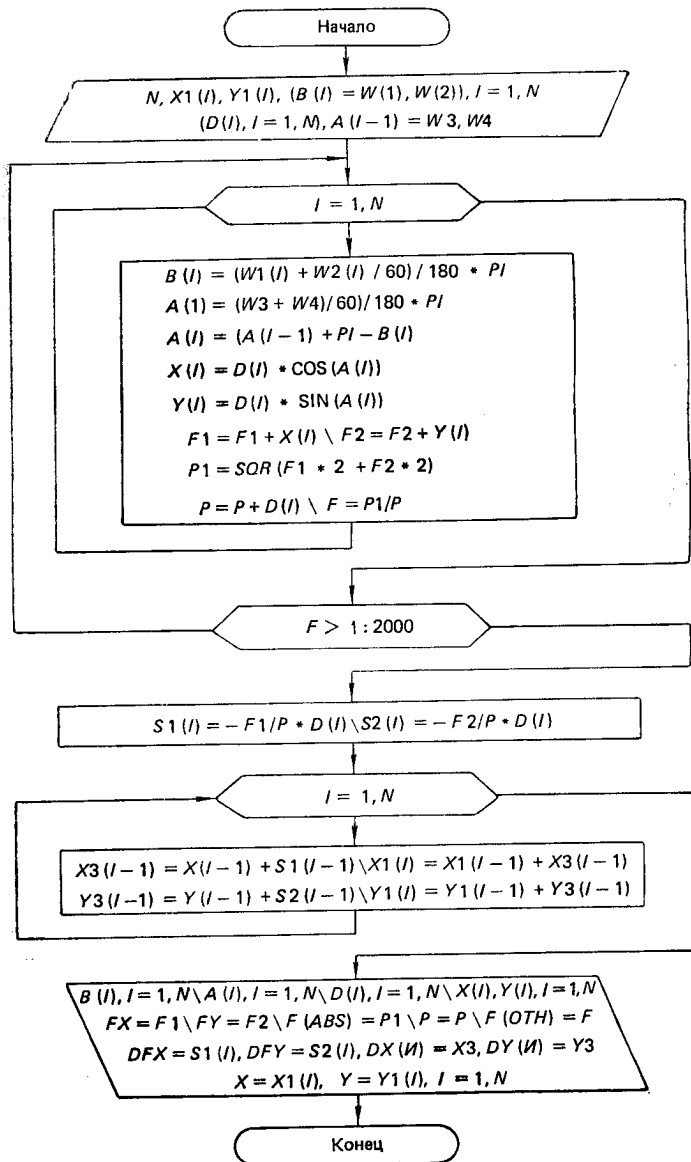 Начало
N, X1(I), Y1(I), (B(I) = W(1), W(2)), I = 1, N
(D(I), I = 1, N), A(I−1) = W3, W4
I = 1, N
B(I) = (W1(I) + W2(I) / 60) / 180 * PI
A(1) = (W3 + W4)/60)/180 * PI
A(I) = (A(I−1) + PI − B(I)
X(I) = D(I) * COS(A(I))
Y(I) = D(I) * SIN(A(I))
F1 = F1 + X(I) \ F2 = F2 + Y(I)
P1 = SQR(F1 * 2 + F2 * 2)
P = P + D(I) \ F = P1/P
F > 1 : 2000
S1(I) = − F1/P * D(I)\S2(I) = − F2/P * D(I)
I = 1, N
X3(I−1) = X(I−1) + S1(I−1)\X1(I) = X1(I−1) + X3(I−1)
Y3(I−1) = Y(I−1) + S2(I−1)\Y1(I) = Y1(I−1) + Y3(I−1)
B(I), I = 1, N\A(I), I = 1, N\D(I), I = 1, N\X(I), Y(I), I = 1, N
FX = F1\FY = F2\F(ABS) = P1\P = P\F(OTH) = F
DFX = S1(I), DFY = S2(I), DX(И) = X3, DY(И) = Y3
X = X1(I), Y = Y1(I), I = 1, N
Конец